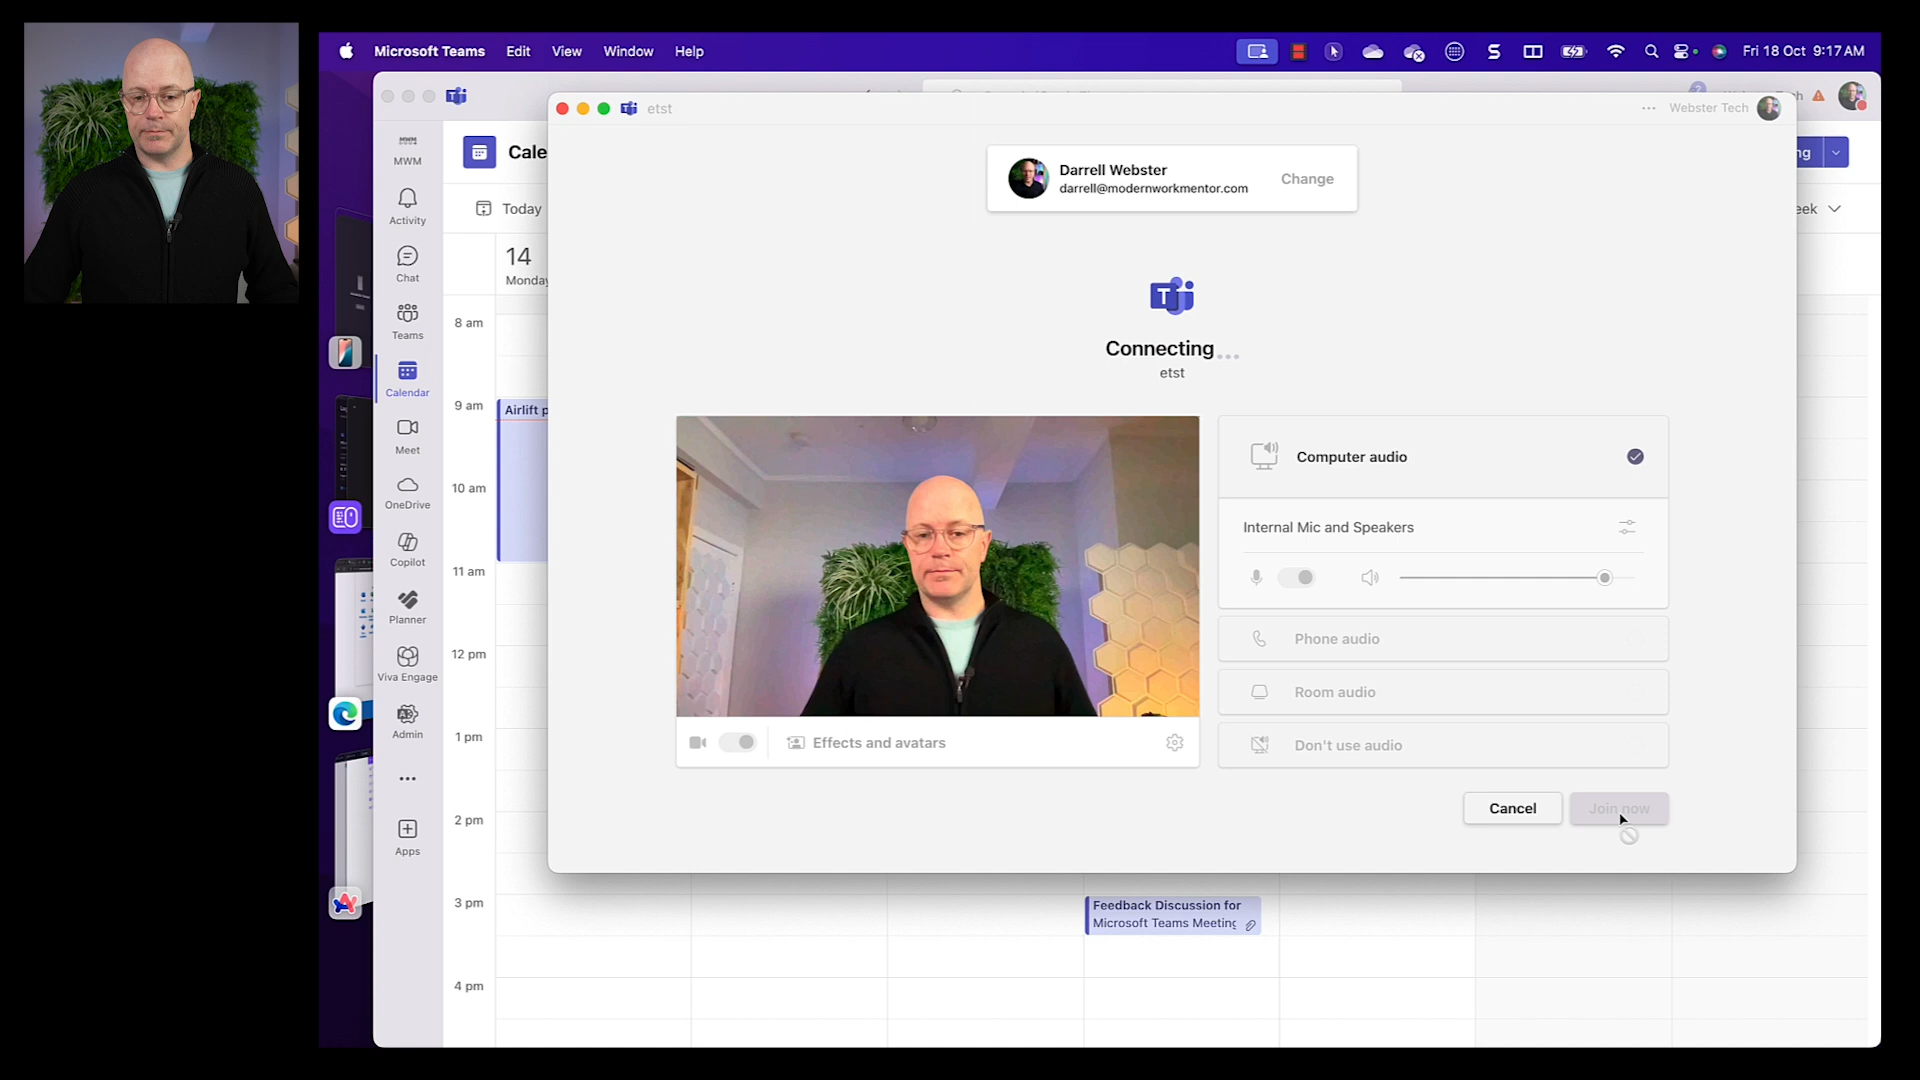 Microsoft Teams Edit View Window Help
Fri 18 Oct 9:17 AM
etst
Webster Tech
MWM
Activity
Chat
Teams
Calendar
Meet
OneDrive
Copilot
Planner
Viva Engage
Admin
Apps
Cale
Today
eek
14
Monday
8 am
9 am
10 am
11 am
12 pm
1 pm
2 pm
3 pm
4 pm
Airlift p
Darrell Webster
darrell@modernworkmentor.com
Change
Connecting...
etst
Computer audio
Internal Mic and Speakers
Phone audio
Room audio
Don't use audio
Effects and avatars
Cancel
Join now
Feedback Discussion for
Microsoft Teams Meeting